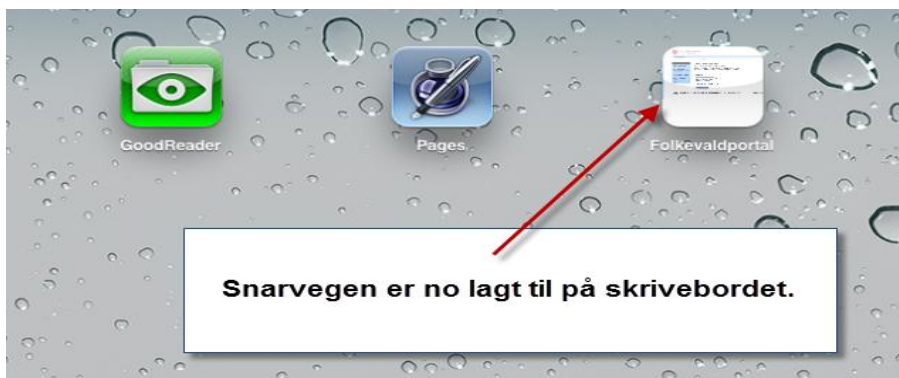 GoodReader
Pages
Folkevaldportal
Snarvegen er no lagt til på skrivebordet.